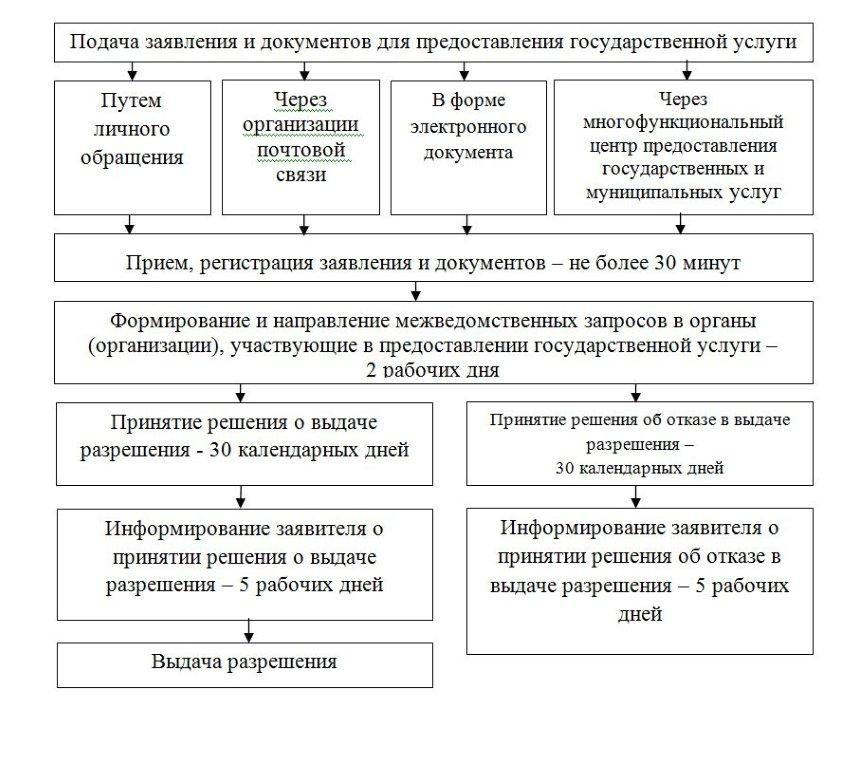 Подача заявления и документов для предоставления государственной услуги
Путем
личного
обращения
Через
организации
почтовой
связи
В форме
электронного
документа
Через
многофункциональный
центр предоставления
государственных и
муниципальных услуг
Прием, регистрация заявления и документов – не более 30 минут
Формирование и направление межведомственных запросов в органы
(организации), участвующие в предоставлении государственной услуги –
2 рабочих дня
Принятие решения о выдаче
разрешения - 30 календарных дней
Принятие решения об отказе в выдаче
разрешения –
30 календарных дней
Информирование заявителя о
принятии решения о выдаче
разрешения – 5 рабочих дней
Информирование заявителя о
принятии решения об отказе в
выдаче разрешения – 5 рабочих
дней
Выдача разрешения